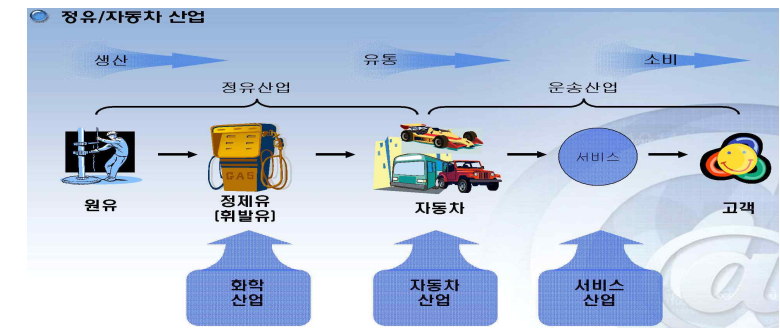 정유/자동차 산업
생산
유통
소비
정유산업
운송산업
GAS
서비스
원유
정제유
(휘발유)
자동차
고객
화학
산업
자동차
산업
서비스
산업